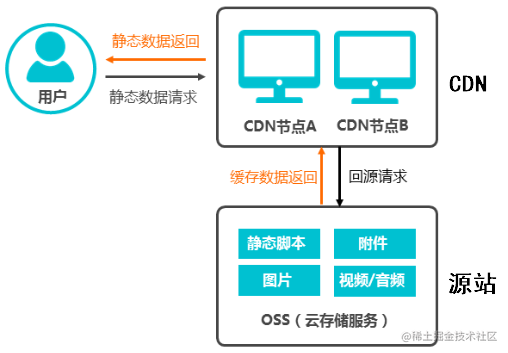 静态数据返回
用户
静态数据请求
CDN节点A
CDN节点B
CDN
缓存数据返回
回源请求
静态脚本
附件
图片
视频/音频
源站
OSS（云存储服务）
@稀土掘金技术社区